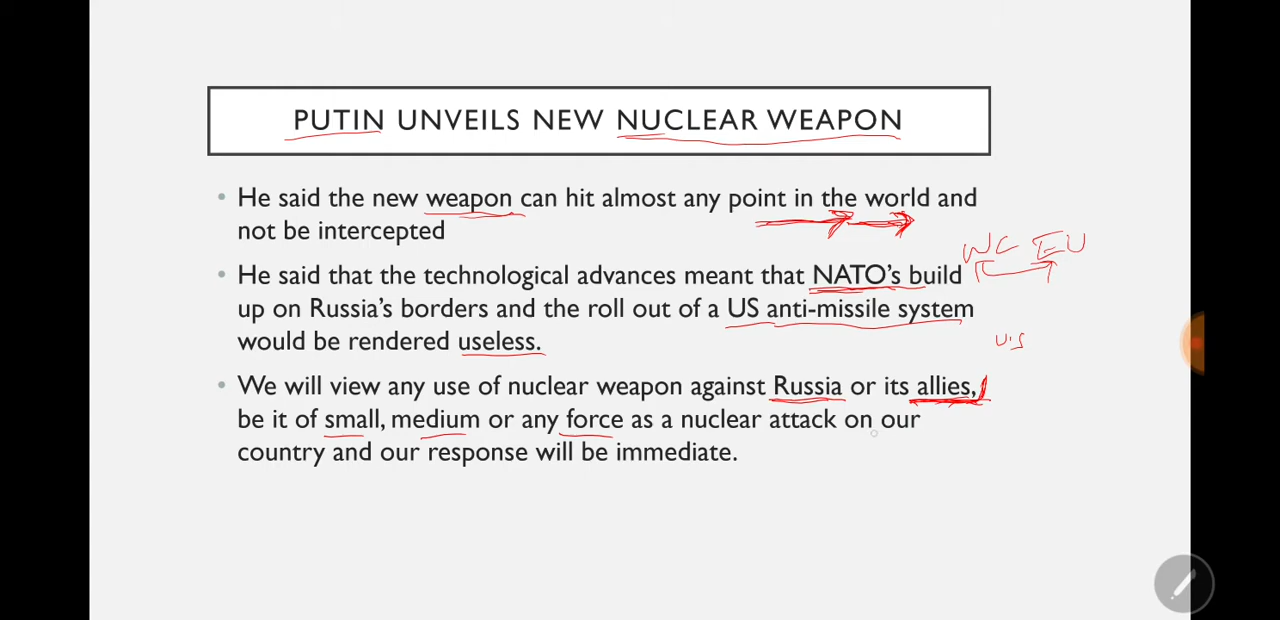 PUTIN UNVEILS NEW NUCLEAR WEAPON
• He said the new weapon can hit almost any point in the world and
not be intercepted
WC EU
• He said that the technological advances meant that NATO's build
up on Russia's borders and the roll out of a US anti-missile system
would be rendered useless.
U.S
• We will view any use of nuclear weapon against Russia or its allies,
be it of small, medium or any force as a nuclear attack on our
country and our response will be immediate.